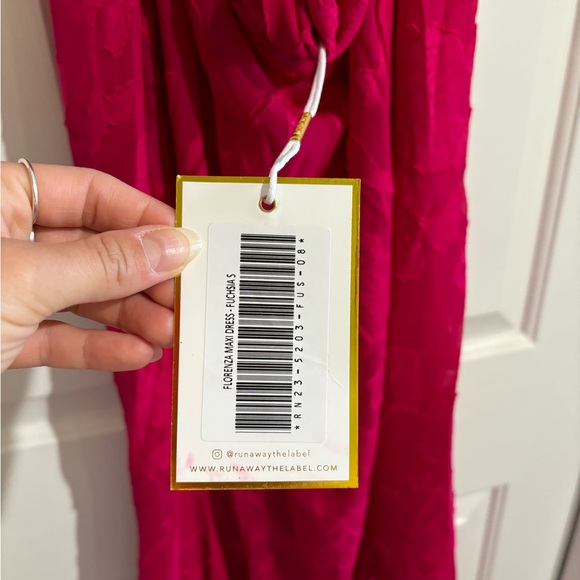 FLORENZA MAXI DRESS - FUCHSIA S
*RN23-5203-FUS-08*
@runawaythelabel
WWW.RUNAWAYTHELABEL.COM